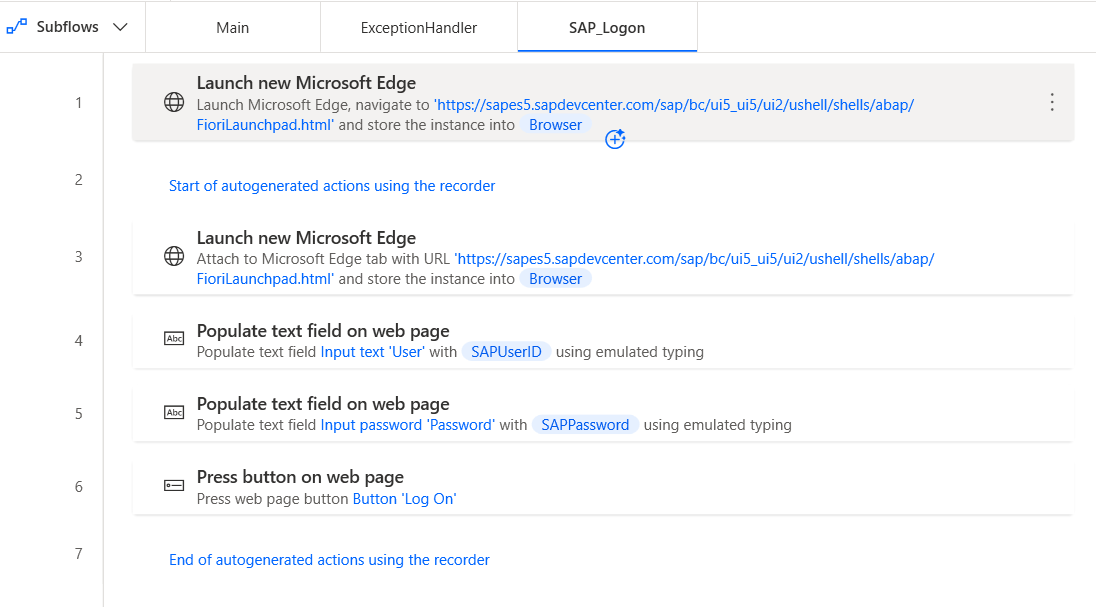 Subflows Main ExceptionHandler SAP_Logon
1 Launch new Microsoft Edge
Launch Microsoft Edge, navigate to 'https://sapes5.sapdevcenter.com/sap/bc/ui5_ui5/ui2/ushell/shells/abap/
FioriLaunchpad.html' and store the instance into Browser
2 Start of autogenerated actions using the recorder
3 Launch new Microsoft Edge
Attach to Microsoft Edge tab with URL 'https://sapes5.sapdevcenter.com/sap/bc/ui5_ui5/ui2/ushell/shells/abap/
FioriLaunchpad.html' and store the instance into Browser
4 Abc Populate text field on web page
Populate text field Input text 'User' with SAPUserID using emulated typing
5 Abc Populate text field on web page
Populate text field Input password 'Password' with SAPPassword using emulated typing
6 Press button on web page
Press web page button Button 'Log On'
7 End of autogenerated actions using the recorder